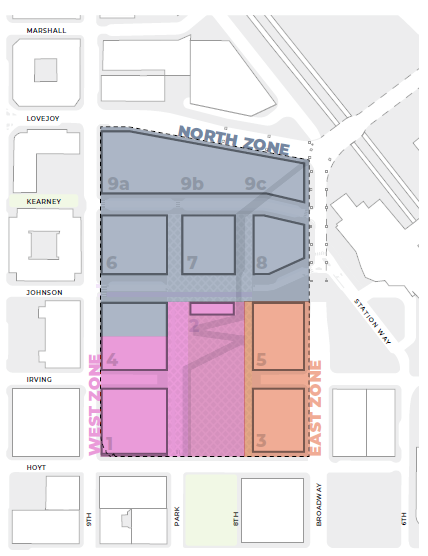 MARSHALL
LOVEJOY
NORTH ZONE
9a
9b
9c
KEARNEY
6
7
8
JOHNSON
STATION WAY
2
4
5
IRVING
WEST ZONE
EAST ZONE
1
3
HOYT
9TH
PARK
8TH
BROADWAY
6TH